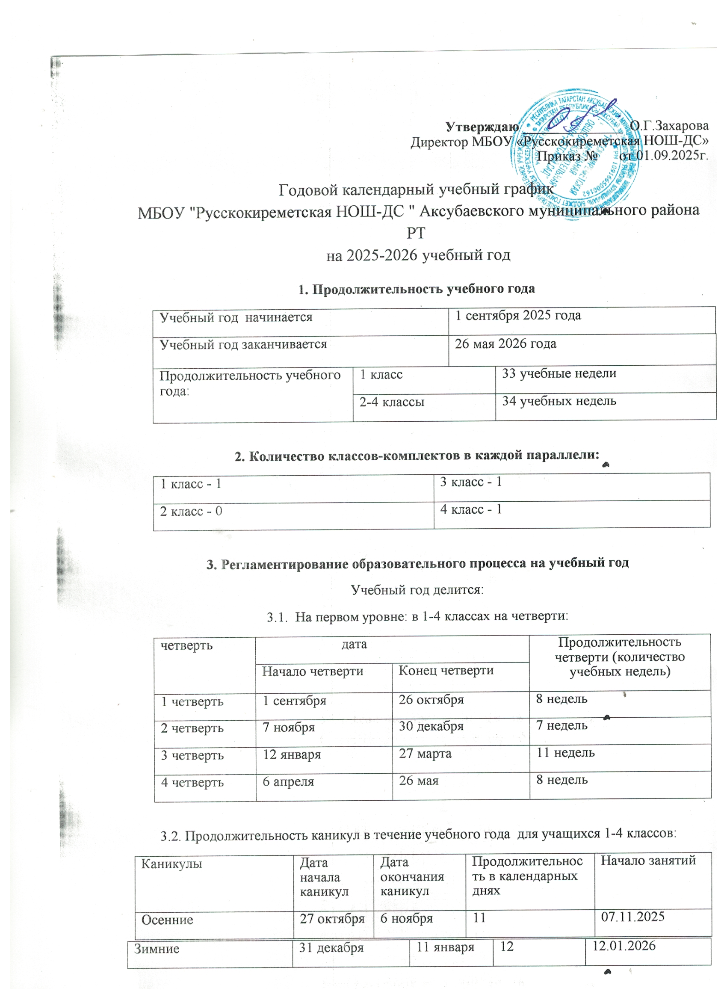 Утверждаю ______________ О.Г.Захарова
Директор МБОУ «Русскокиреметская НОШ-ДС»
Приказ № от 01.09.2025г.
Годовой календарный учебный график
МБОУ "Русскокиреметская НОШ-ДС " Аксубаевского муниципального района
РТ
на 2025-2026 учебный год
1. Продолжительность учебного года
Учебный год начинается 1 сентября 2025 года
Учебный год заканчивается 26 мая 2026 года
Продолжительность учебного года: 1 класс 33 учебные недели
2-4 классы 34 учебных недель
2. Количество классов-комплектов в каждой параллели:
1 класс - 1 3 класс - 1
2 класс - 0 4 класс - 1
3. Регламентирование образовательного процесса на учебный год
Учебный год делится:
3.1. На первом уровне: в 1-4 классах на четверти:
четверть дата Продолжительность
четверти (количество
учебных недель)
Начало четверти Конец четверти
1 четверть 1 сентября 26 октября 8 недель
2 четверть 7 ноября 30 декабря 7 недель
3 четверть 12 января 27 марта 11 недель
4 четверть 6 апреля 26 мая 8 недель
3.2. Продолжительность каникул в течение учебного года для учащихся 1-4 классов:
Каникулы Дата Дата Продолжительнос Начало занятий
начала окончания ть в календарных
каникул каникул днях
Осенние 27 октября 6 ноября 11 07.11.2025
Зимние 31 декабря 11 января 12 12.01.2026